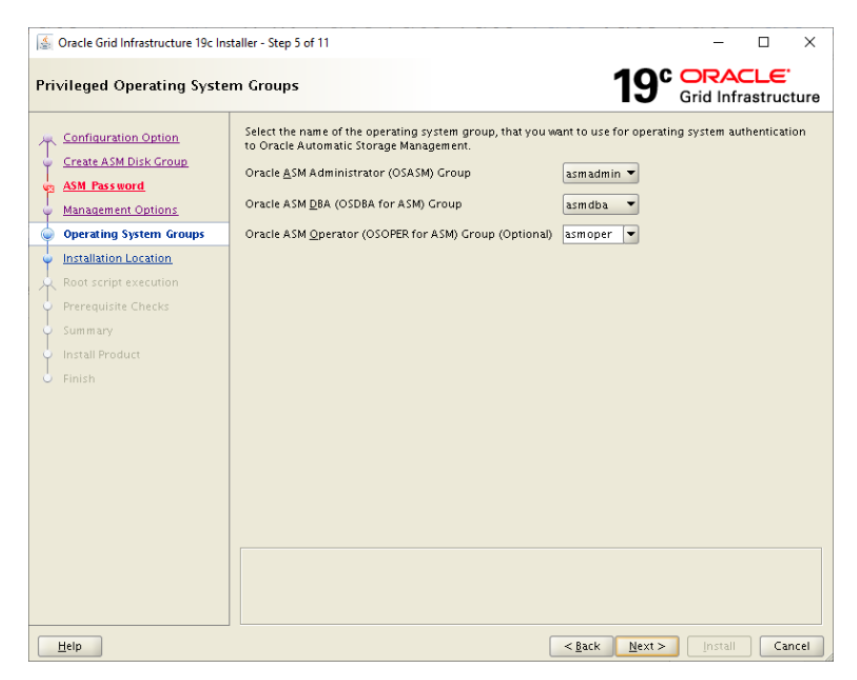 Oracle Grid Infrastructure 19c Installer - Step 5 of 11
Privileged Operating System Groups
19c ORACLE
Grid Infrastructure
Configuration Option
Create ASM Disk Group
ASM Password
Management Options
Operating System Groups
Installation Location
Root script execution
Prerequisite Checks
Summary
Install Product
Finish
Select the name of the operating system group, that you want to use for operating system authentication
to Oracle Automatic Storage Management.
Oracle ASM Administrator (OSASM) Group asmadmin
Oracle ASM DBA (OSDBA for ASM) Group asmdba
Oracle ASM Operator (OSOPER for ASM) Group (Optional) asmoper
Help < Back Next > Install Cancel